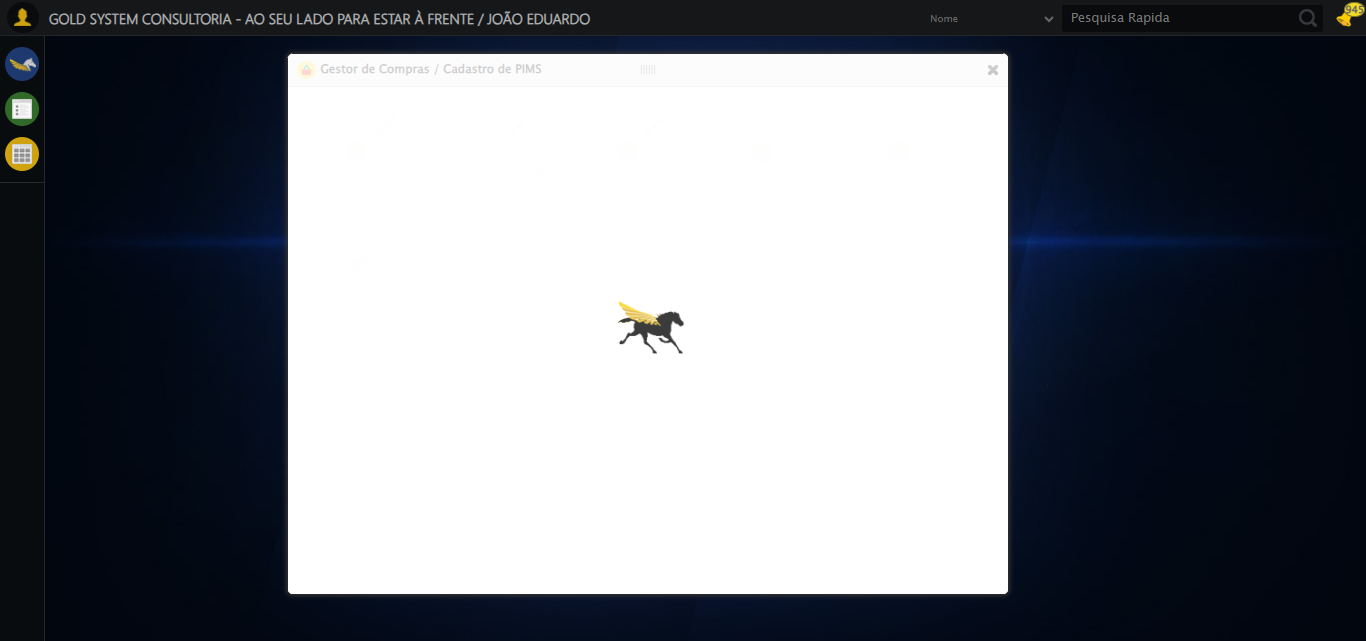 GOLD SYSTEM CONSULTORIA - AO SEU LADO PARA ESTAR À FRENTE / JOÃO EDUARDO
Nome
Pesquisa Rapida
945
Gestor de Compras / Cadastro de PIMS